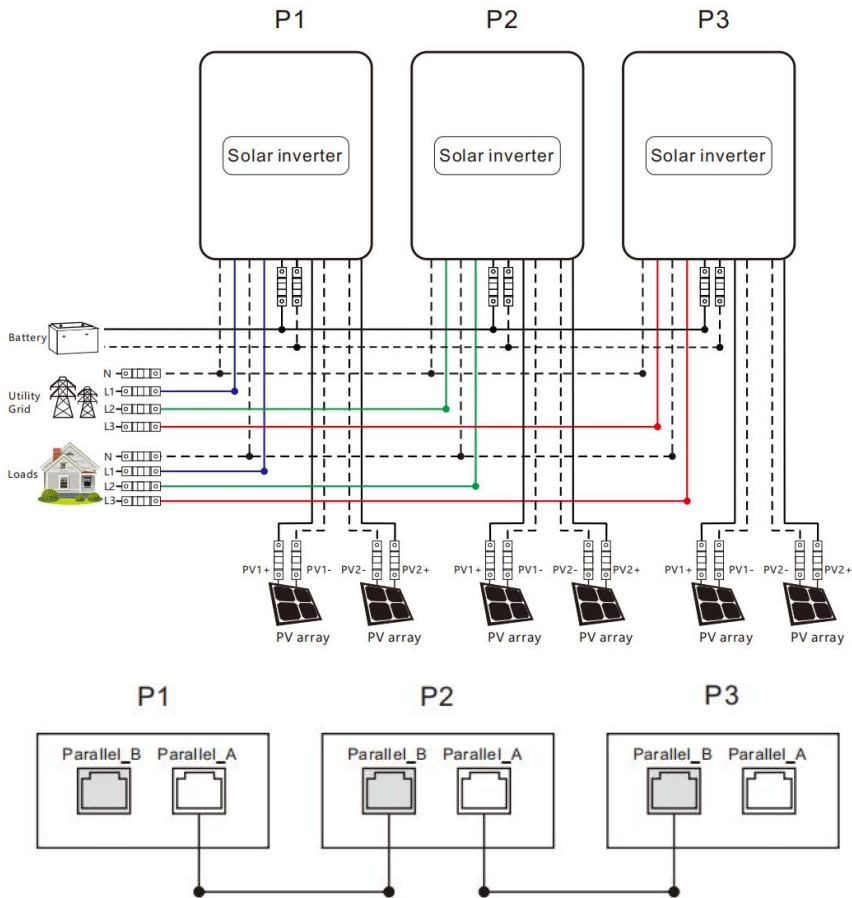 P1 P2 P3
Solar inverter Solar inverter Solar inverter
Battery
- +
N
Utility
Grid
L1
L2
L3
N
Loads
L1
L2
L3
PV1+ PV1- PV2- PV2+ PV1+ PV1- PV2- PV2+ PV1+ PV1- PV2- PV2+
PV array PV array PV array PV array PV array PV array
P1 P2 P3
Parallel_B Parallel_A Parallel_B Parallel_A Parallel_B Parallel_A